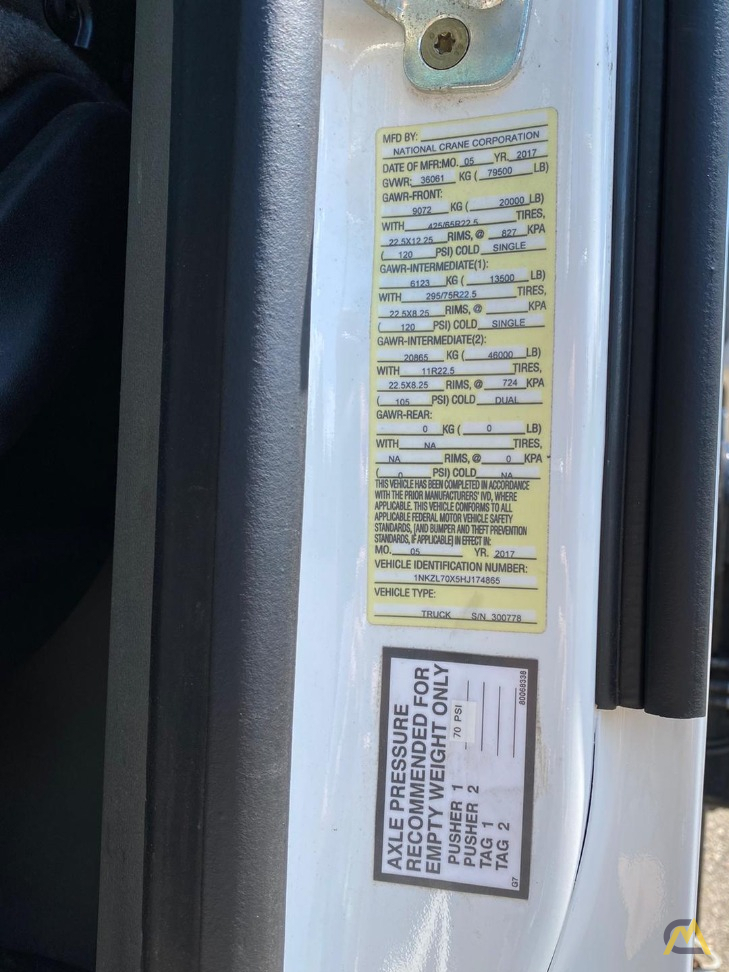 MFD BY:
NATIONAL CRANE CORPORATION
DATE OF MFR:MO. 05 YR. 2017
GVWR: 36061 KG ( 79500 LB)
GAWR-FRONT:
9072 KG ( 20000 LB)
WITH 425/65R22.5 TIRES,
22.5X12.25 RIMS, @ 827 KPA
( 120 PSI) COLD SINGLE
GAWR-INTERMEDIATE(1):
6123 KG ( 13500 LB)
WITH 295/75R22.5 TIRES,
22.5X8.25 RIMS, @ KPA
( 120 PSI) COLD SINGLE
GAWR-INTERMEDIATE(2):
20865 KG ( 46000 LB)
WITH 11R22.5 TIRES,
22.5X8.25 RIMS, @ 724 KPA
( 105 PSI) COLD DUAL
GAWR-REAR:
0 KG ( 0 LB)
WITH NA TIRES,
NA RIMS, @ 0 KPA
( 0 PSI) COLD NA
THIS VEHICLE HAS BEEN COMPLETED IN ACCORDANCE
WITH THE PRIOR MANUFACTURERS' IVD, WHERE
APPLICABLE. THIS VEHICLE CONFORMS TO ALL
APPLICABLE FEDERAL MOTOR VEHICLE SAFETY
STANDARDS, [AND BUMPER AND THEFT PREVENTION
STANDARDS, IF APPLICABLE] IN EFFECT IN:
MO. 05 YR. 2017
VEHICLE IDENTIFICATION NUMBER:
1NKZL70X5HJ174865
VEHICLE TYPE:
TRUCK S/N 300778
AXLE PRESSURE
RECOMMENDED FOR
EMPTY WEIGHT ONLY
PUSHER 1 70 PSI
PUSHER 2
TAG 1
TAG 2
G7 80068338